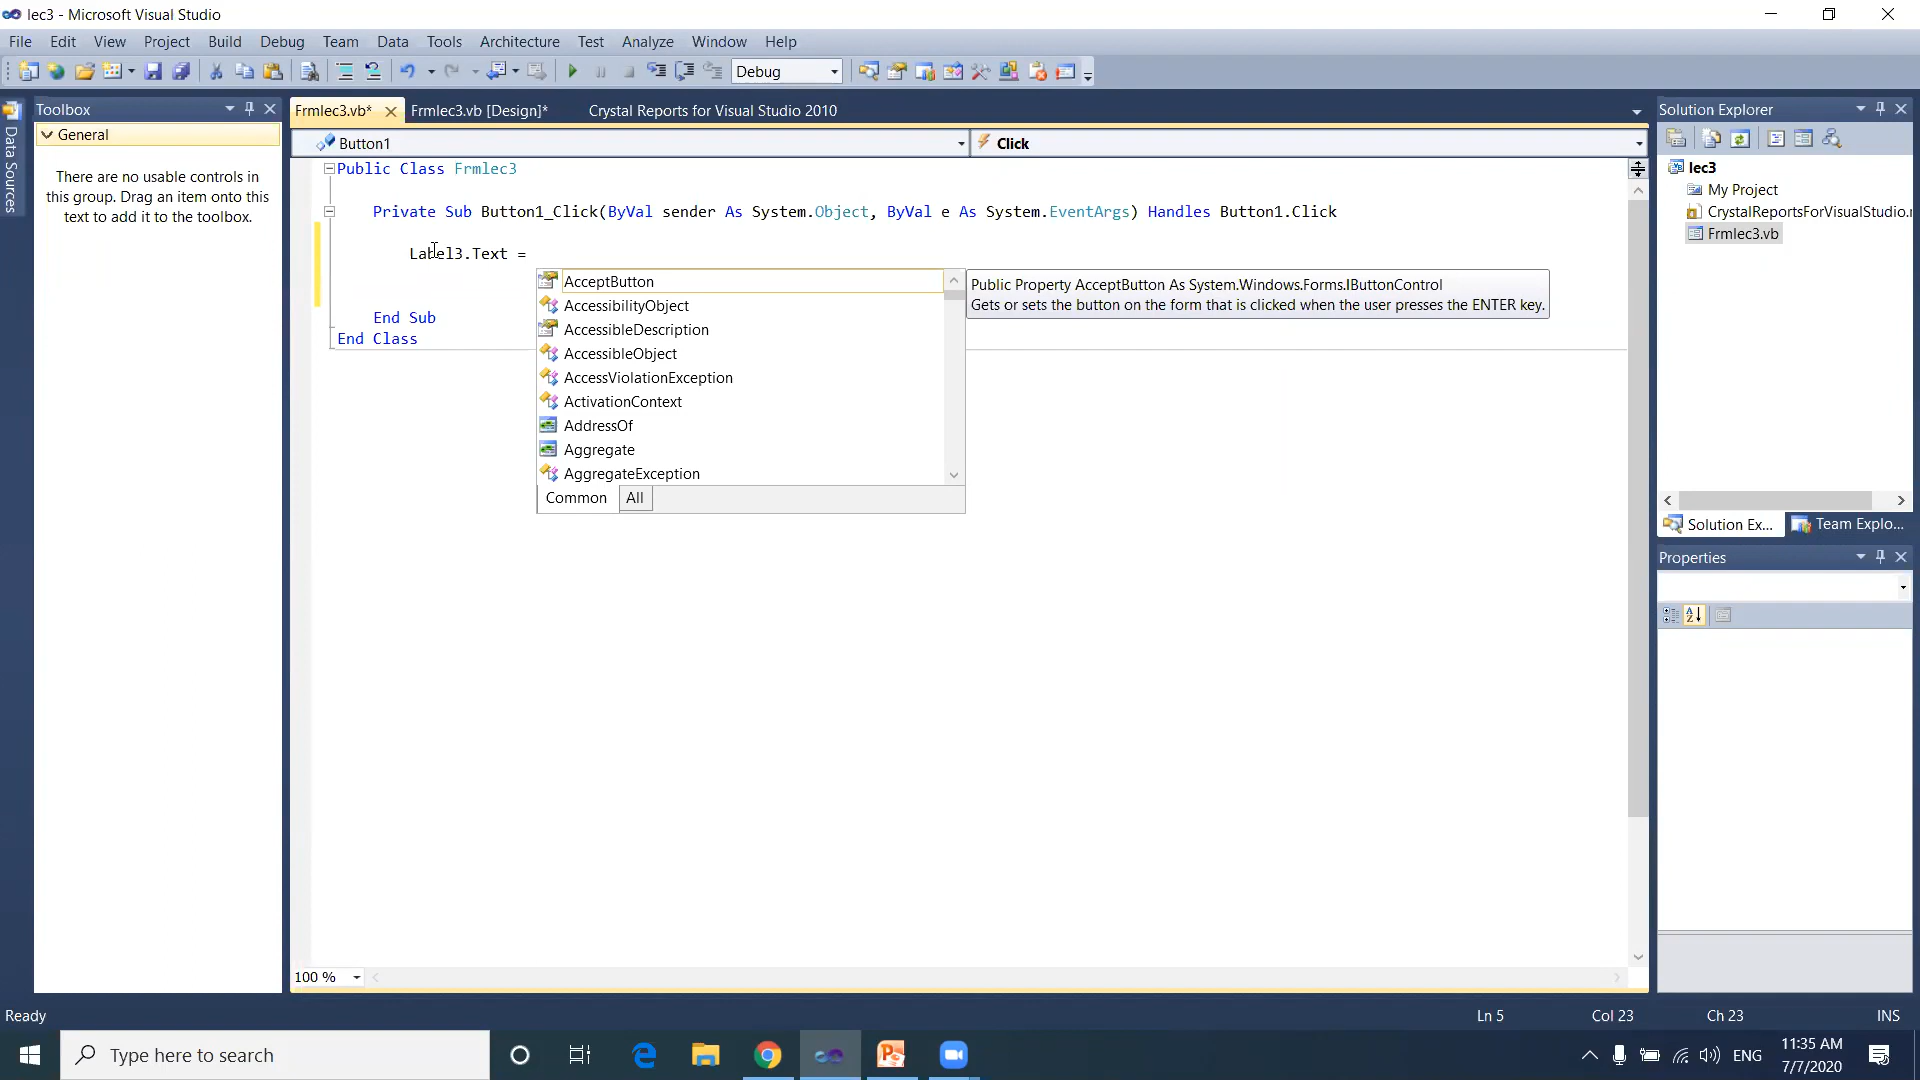 lec3 - Microsoft Visual Studio
File Edit View Project Build Debug Team Data Tools Architecture Test Analyze Window Help
Debug
Data Sources
Toolbox
General
There are no usable controls in
this group. Drag an item onto this
text to add it to the toolbox.
Frmlec3.vb* Frmlec3.vb [Design]* Crystal Reports for Visual Studio 2010
Button1 Click
Public Class Frmlec3
Private Sub Button1_Click(ByVal sender As System.Object, ByVal e As System.EventArgs) Handles Button1.Click
Label3.Text =
End Sub
End Class
AcceptButton
AccessibilityObject
AccessibleDescription
AccessibleObject
AccessViolationException
ActivationContext
AddressOf
Aggregate
AggregateException
Common All
Public Property AcceptButton As System.Windows.Forms.IButtonControl
Gets or sets the button on the form that is clicked when the user presses the ENTER key.
100 %
Solution Explorer
lec3
My Project
CrystalReportsForVisualStudio.
Frmlec3.vb
Solution Ex... Team Explo...
Properties
Ready Ln 5 Col 23 Ch 23 INS
Type here to search
ENG
11:35 AM
7/7/2020